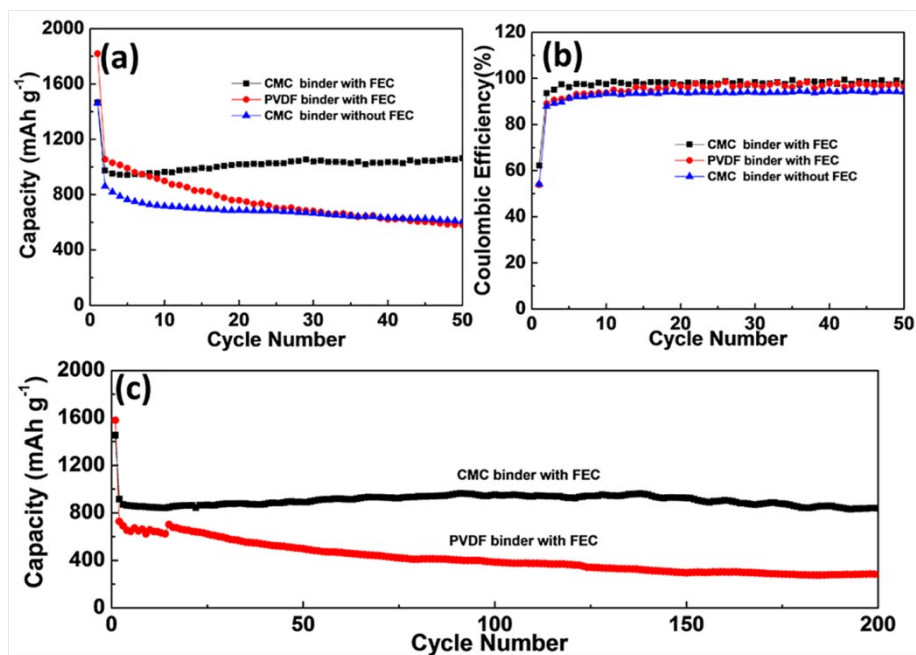 (a)
Capacity (mAh g⁻¹)
2000
1600
1200
800
400
0
CMC binder with FEC
PVDF binder with FEC
CMC binder without FEC
0 10 20 30 40 50
Cycle Number
(b)
Coulombic Efficiency(%)
120
100
80
60
40
20
0
CMC binder with FEC
PVDF binder with FEC
CMC binder without FEC
0 10 20 30 40 50
Cycle Number
(c)
Capacity (mAh g⁻¹)
2000
1600
1200
800
400
0
CMC binder with FEC
PVDF binder with FEC
0 50 100 150 200
Cycle Number